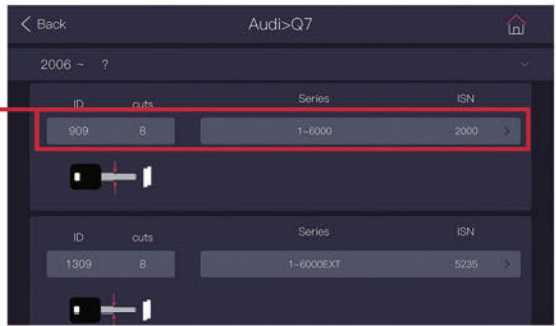 Back Audi>Q7
2006 ~ ?
ID cuts Series ISN
909 8 1-6000 2000
ID cuts Series ISN
1309 8 1-6000EXT 5235